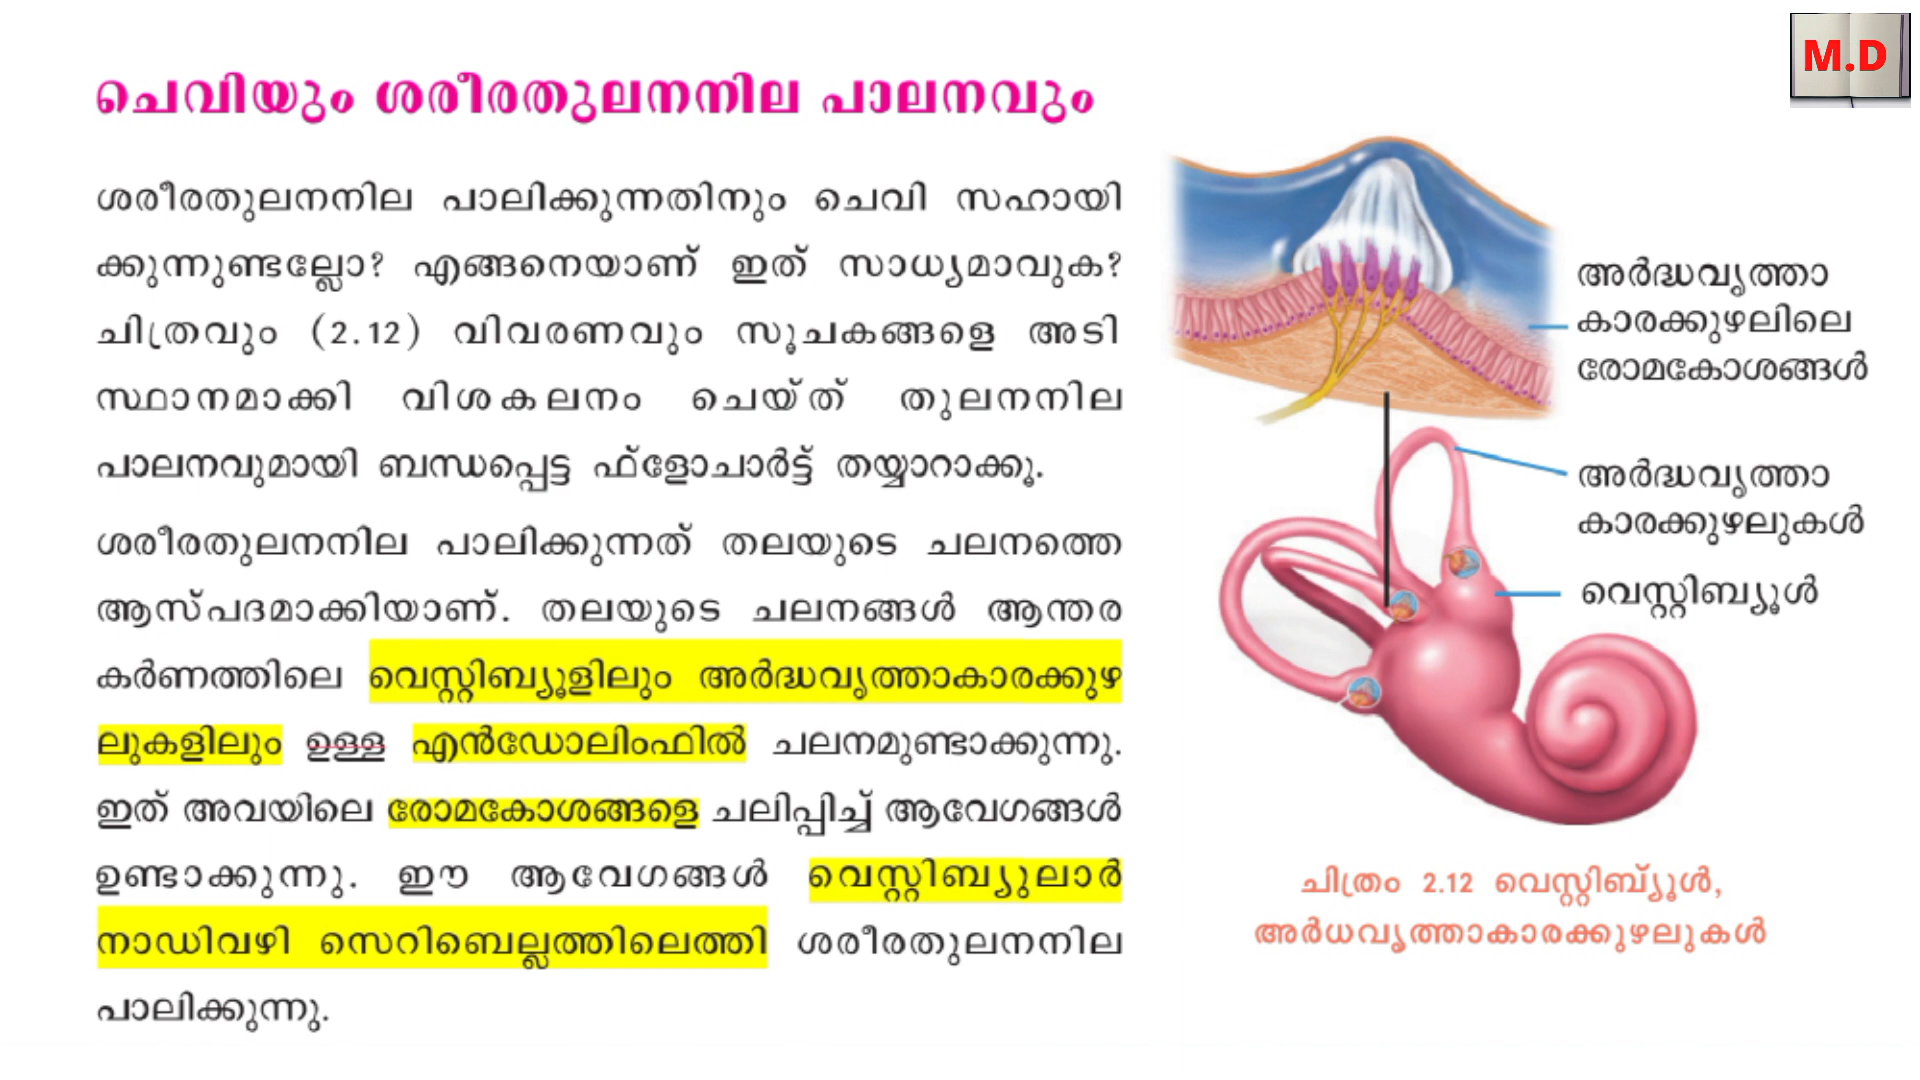 M.D
ചെവിയും ശരീരതുലനനില പാലനവും
ശരീരതുലനനില പാലിക്കുന്നതിനും ചെവി സഹായി
ക്കുന്നുണ്ടല്ലോ? എങ്ങനെയാണ് ഇത് സാധ്യമാവുക?
ചിത്രവും (2.12) വിവരണവും സൂചകങ്ങളെ അടി
സ്ഥാനമാക്കി വിശകലനം ചെയ്ത് തുലനനില
പാലനവുമായി ബന്ധപ്പെട്ട ഫ്ളോചാർട്ട് തയ്യാറാക്കൂ.
ശരീരതുലനനില പാലിക്കുന്നത് തലയുടെ ചലനത്തെ
ആസ്പദമാക്കിയാണ്. തലയുടെ ചലനങ്ങൾ ആന്തര
കർണത്തിലെ വെസ്റ്റിബ്യൂളിലും അർദ്ധവൃത്താകാരക്കുഴ
ലുകളിലും ഉള്ള എൻഡോലിംഫിൽ ചലനമുണ്ടാക്കുന്നു.
ഇത് അവയിലെ രോമകോശങ്ങളെ ചലിപ്പിച്ച് ആവേഗങ്ങൾ
ഉണ്ടാക്കുന്നു. ഈ ആവേഗങ്ങൾ വെസ്റ്റിബ്യുലാർ
നാഡിവഴി സെറിബെല്ലത്തിലെത്തി ശരീരതുലനനില
പാലിക്കുന്നു.
അർദ്ധവൃത്താ
കാരക്കുഴലിലെ
രോമകോശങ്ങൾ
അർദ്ധവൃത്താ
കാരക്കുഴലുകൾ
വെസ്റ്റിബ്യൂൾ
ചിത്രം 2.12 വെസ്റ്റിബ്യൂൾ,
അർധവൃത്താകാരക്കുഴലുകൾ